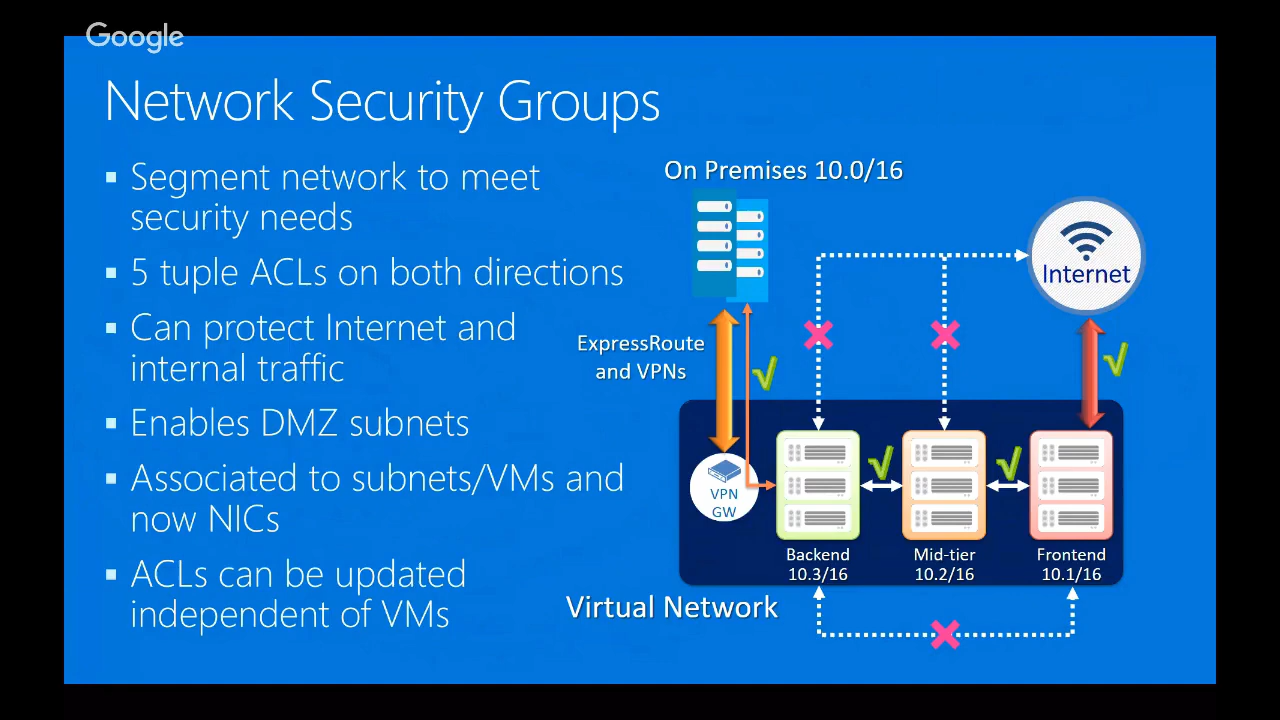 Google
Network Security Groups
▪ Segment network to meet
security needs
▪ 5 tuple ACLs on both directions
▪ Can protect Internet and
internal traffic
▪ Enables DMZ subnets
▪ Associated to subnets/VMs and
now NICs
▪ ACLs can be updated
independent of VMs
On Premises 10.0/16
Internet
ExpressRoute
and VPNs
VPN
GW
Backend
10.3/16
Mid-tier
10.2/16
Frontend
10.1/16
Virtual Network